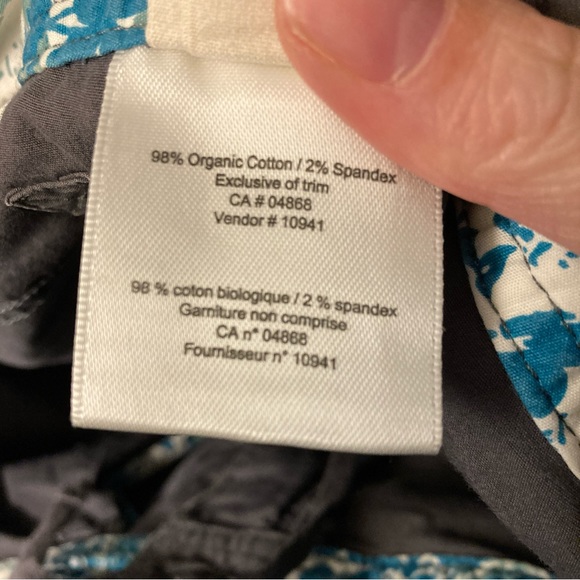 98% Organic Cotton / 2% Spandex
Exclusive of trim
CA # 04868
Vendor # 10941
98 % coton biologique / 2 % spandex
Garniture non comprise
CA n° 04868
Fournisseur n° 10941